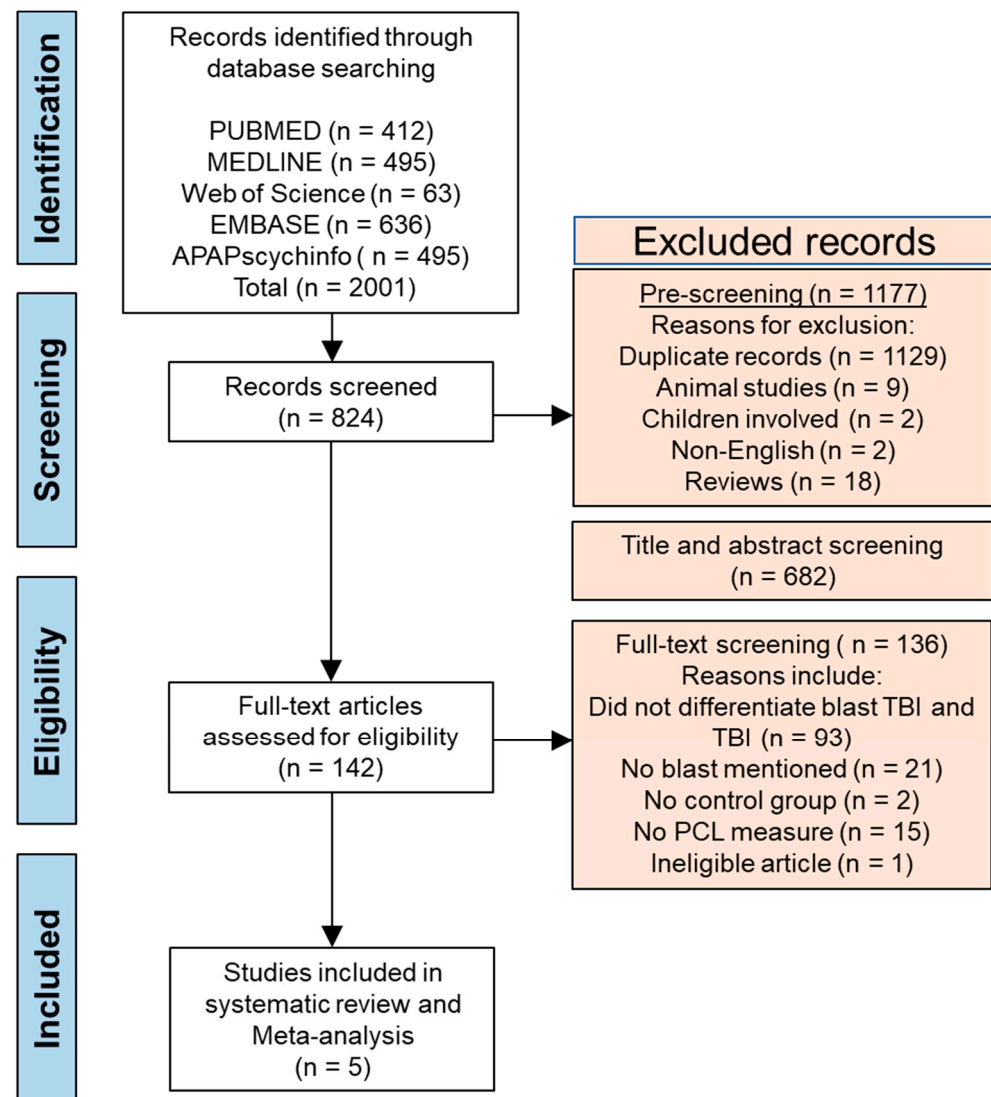 Identification
Records identified through
database searching
PUBMED (n = 412)
MEDLINE (n = 495)
Web of Science (n = 63)
EMBASE (n = 636)
APAPscychinfo ( n = 495)
Total (n = 2001)
Excluded records
Screening
Records screened
(n = 824)
Pre-screening (n = 1177)
Reasons for exclusion:
Duplicate records (n = 1129)
Animal studies (n = 9)
Children involved (n = 2)
Non-English (n = 2)
Reviews (n = 18)
Title and abstract screening
(n = 682)
Eligibility
Full-text articles
assessed for eligibility
(n = 142)
Full-text screening ( n = 136)
Reasons include:
Did not differentiate blast TBI and
TBI (n = 93)
No blast mentioned (n = 21)
No control group (n = 2)
No PCL measure (n = 15)
Ineligible article (n = 1)
Included
Studies included in
systematic review and
Meta-analysis
(n = 5)